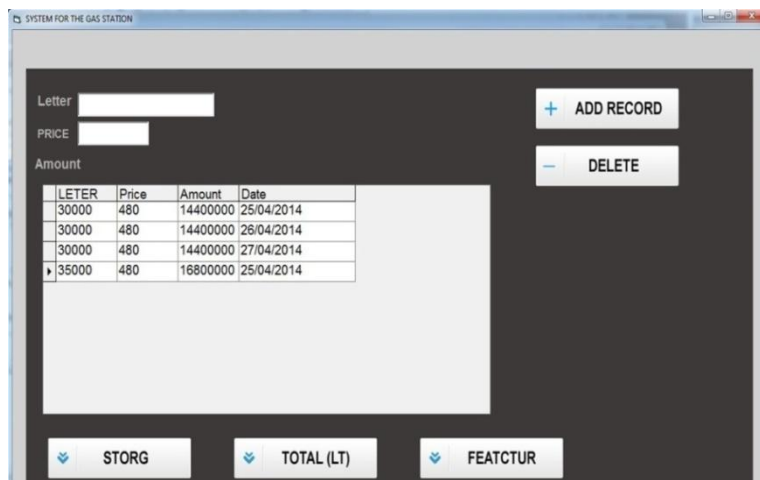 SYSTEM FOR THE GAS STATION
Letter
+ ADD RECORD
PRICE
− DELETE
Amount
LETER Price Amount Date
30000 480 14400000 25/04/2014
30000 480 14400000 26/04/2014
30000 480 14400000 27/04/2014
35000 480 16800000 25/04/2014
STORG TOTAL (LT) FEATCTUR